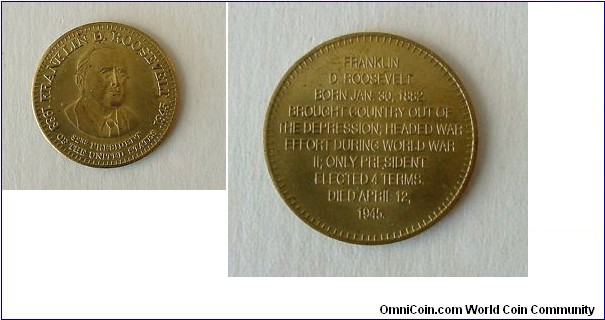 1933 FRANKLIN D. ROOSEVELT 1945
32ND PRESIDENT
OF THE UNITED STATES
FRANKLIN
D. ROOSEVELT
BORN JAN. 30, 1882
BROUGHT COUNTRY OUT OF
THE DEPRESSION; HEADED WAR
EFFORT DURING WORLD WAR
II; ONLY PRESIDENT
ELECTED 4 TERMS.
DIED APRIL 12,
1945.
OmniCoin.com World Coin Community